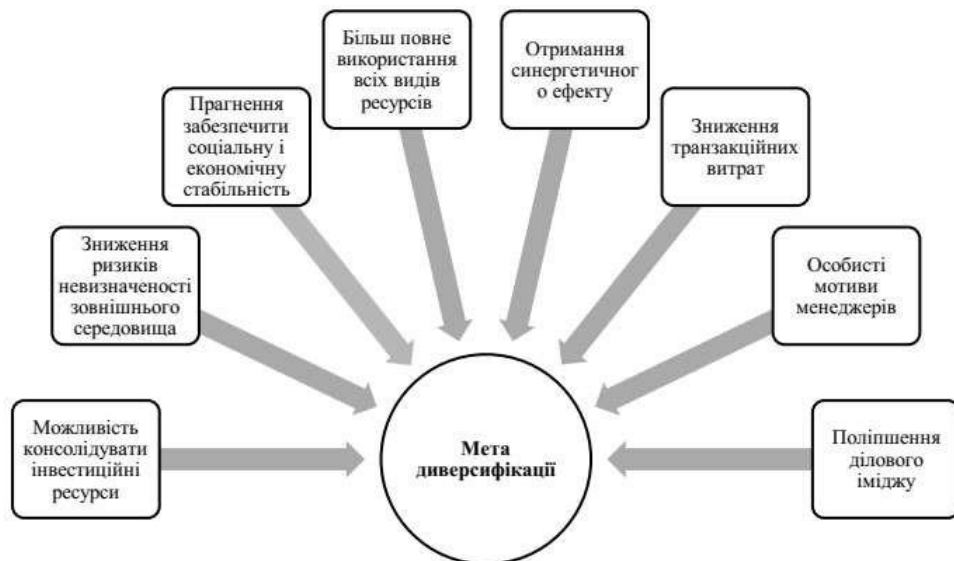 Можливість
консолідувати
інвестиційні
ресурси
Зниження
ризиків
невизначеності
зовнішнього
середовища
Прагнення
забезпечити
соціальну і
економічну
стабільність
Більш повне
використання
всіх видів
ресурсів
Отримання
синергетичног
о ефекту
Зниження
транзакційних
витрат
Особисті
мотиви
менеджерів
Поліпшення
ділового
іміджу
Мета
диверсифікації